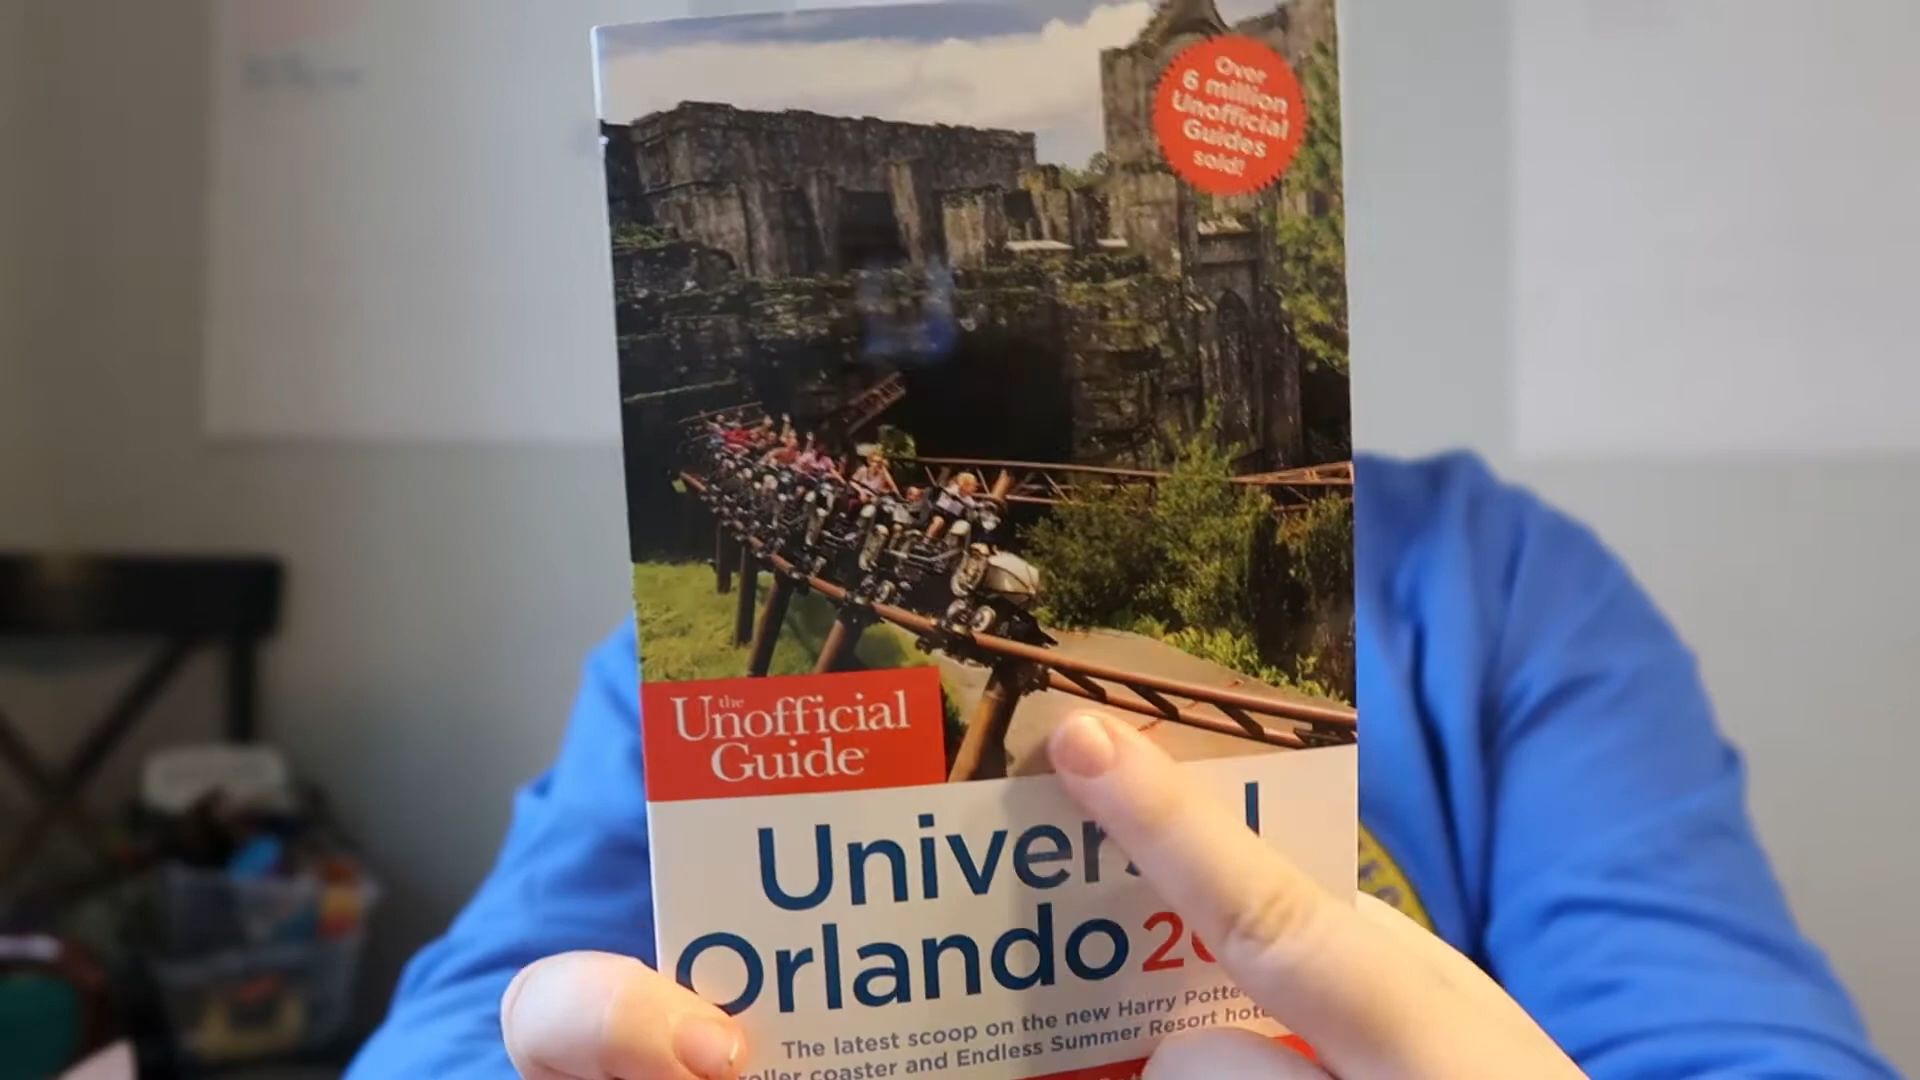 Over
6 million
Unofficial
Guides
sold!
the
Unofficial
Guide
Orlando
The latest scoop on the new Harry
coaster and Endless Summer Resort